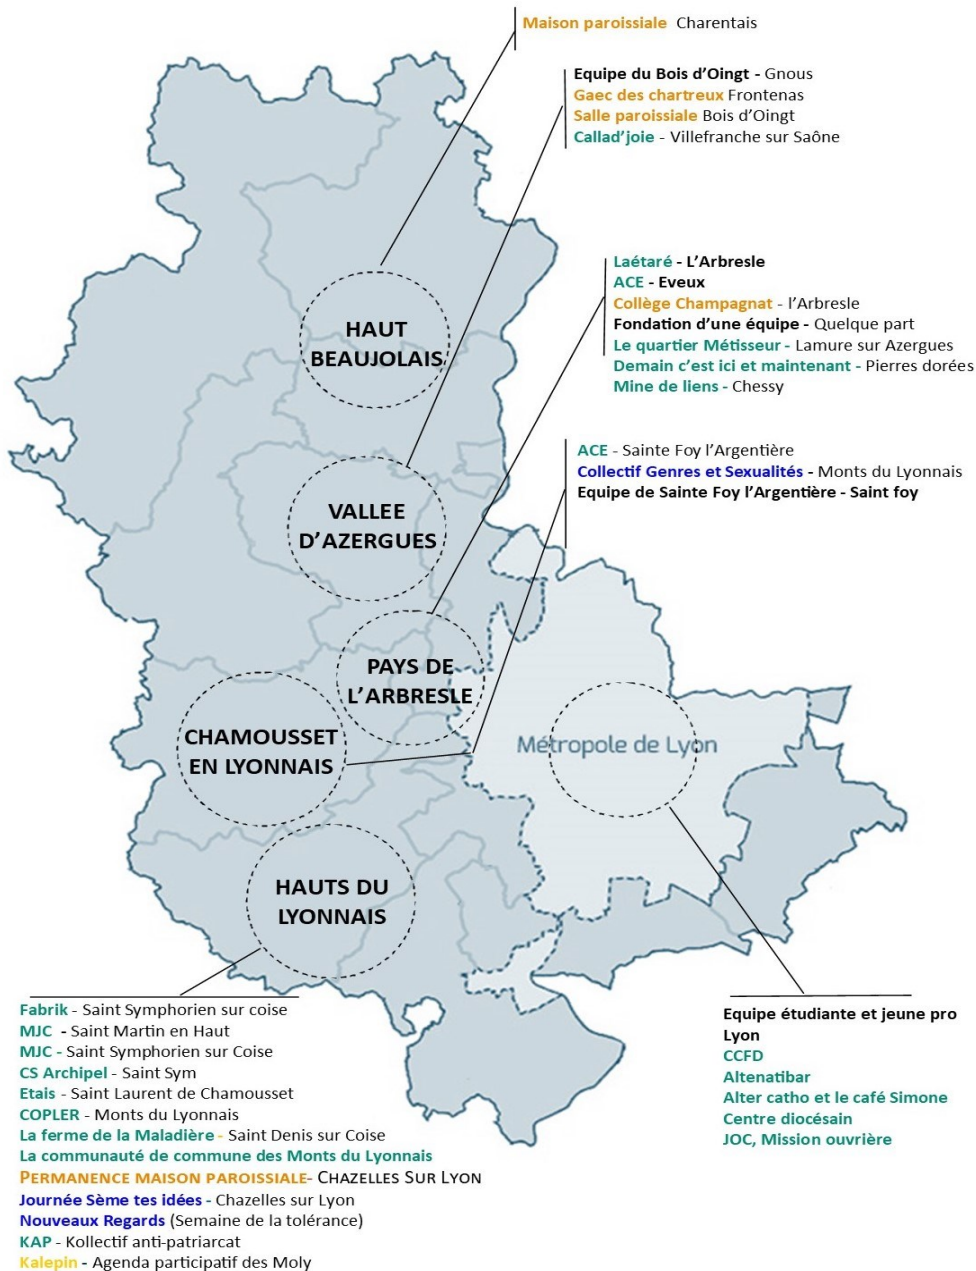 Maison paroissiale Charentais
Equipe du Bois d'Oingt - Gnous
Gaec des chartreux Frontenas
Salle paroissiale Bois d'Oingt
Callad'joie - Villefranche sur Saône
Laétaré - L'Arbresle
ACE - Eveux
Collège Champagnat - l'Arbresle
Fondation d'une équipe - Quelque part
Le quartier Métisseur - Lamure sur Azergues
Demain c'est ici et maintenant - Pierres dorées
Mine de liens - Chessy
HAUT
BEAUJOLAIS
ACE - Sainte Foy l'Argentière
Collectif Genres et Sexualités - Monts du Lyonnais
Equipe de Sainte Foy l'Argentière - Saint foy
VALLEE
D'AZERGUES
PAYS DE
L'ARBRESLE
CHAMOUSSET
EN LYONNAIS
Métropole de Lyon
HAUTS DU
LYONNAIS
Fabrik - Saint Symphorien sur coise
MJC - Saint Martin en Haut
MJC - Saint Symphorien sur Coise
CS Archipel - Saint Sym
Etais - Saint Laurent de Chamousset
COPLER - Monts du Lyonnais
La ferme de la Maladière - Saint Denis sur Coise
La communauté de commune des Monts du Lyonnais
PERMANENCE MAISON PAROISSIALE- CHAZELLES SUR LYON
Journée Sème tes idées - Chazelles sur Lyon
Nouveaux Regards (Semaine de la tolérance)
KAP - Kollectif anti-patriarcat
Kalepin - Agenda participatif des Moly
Equipe étudiante et jeune pro
Lyon
CCFD
Altenatibar
Alter catho et le café Simone
Centre diocésain
JOC, Mission ouvrière